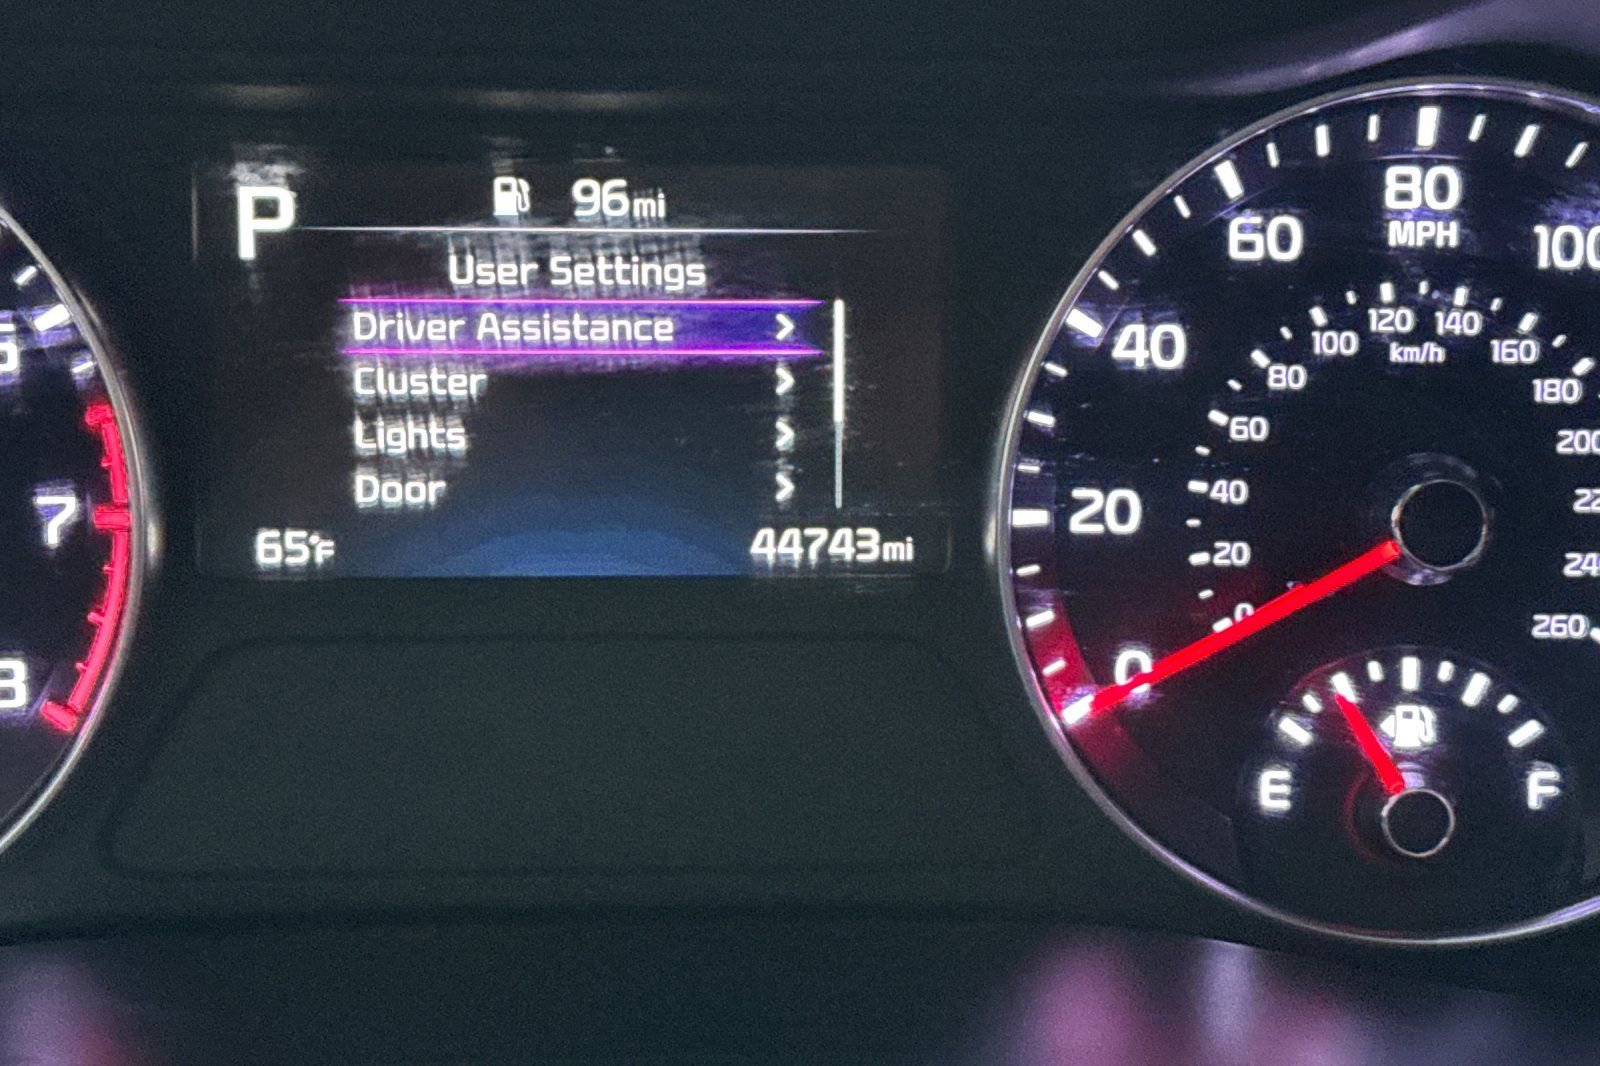 P
96mi
User Settings
Driver Assistance >
Cluster >
Lights >
Door >
65°F
44743mi
7
0
20
40
60
80
MPH
100
0
20
40
60
80
100
120
140
160
180
200
260
km/h
E
F